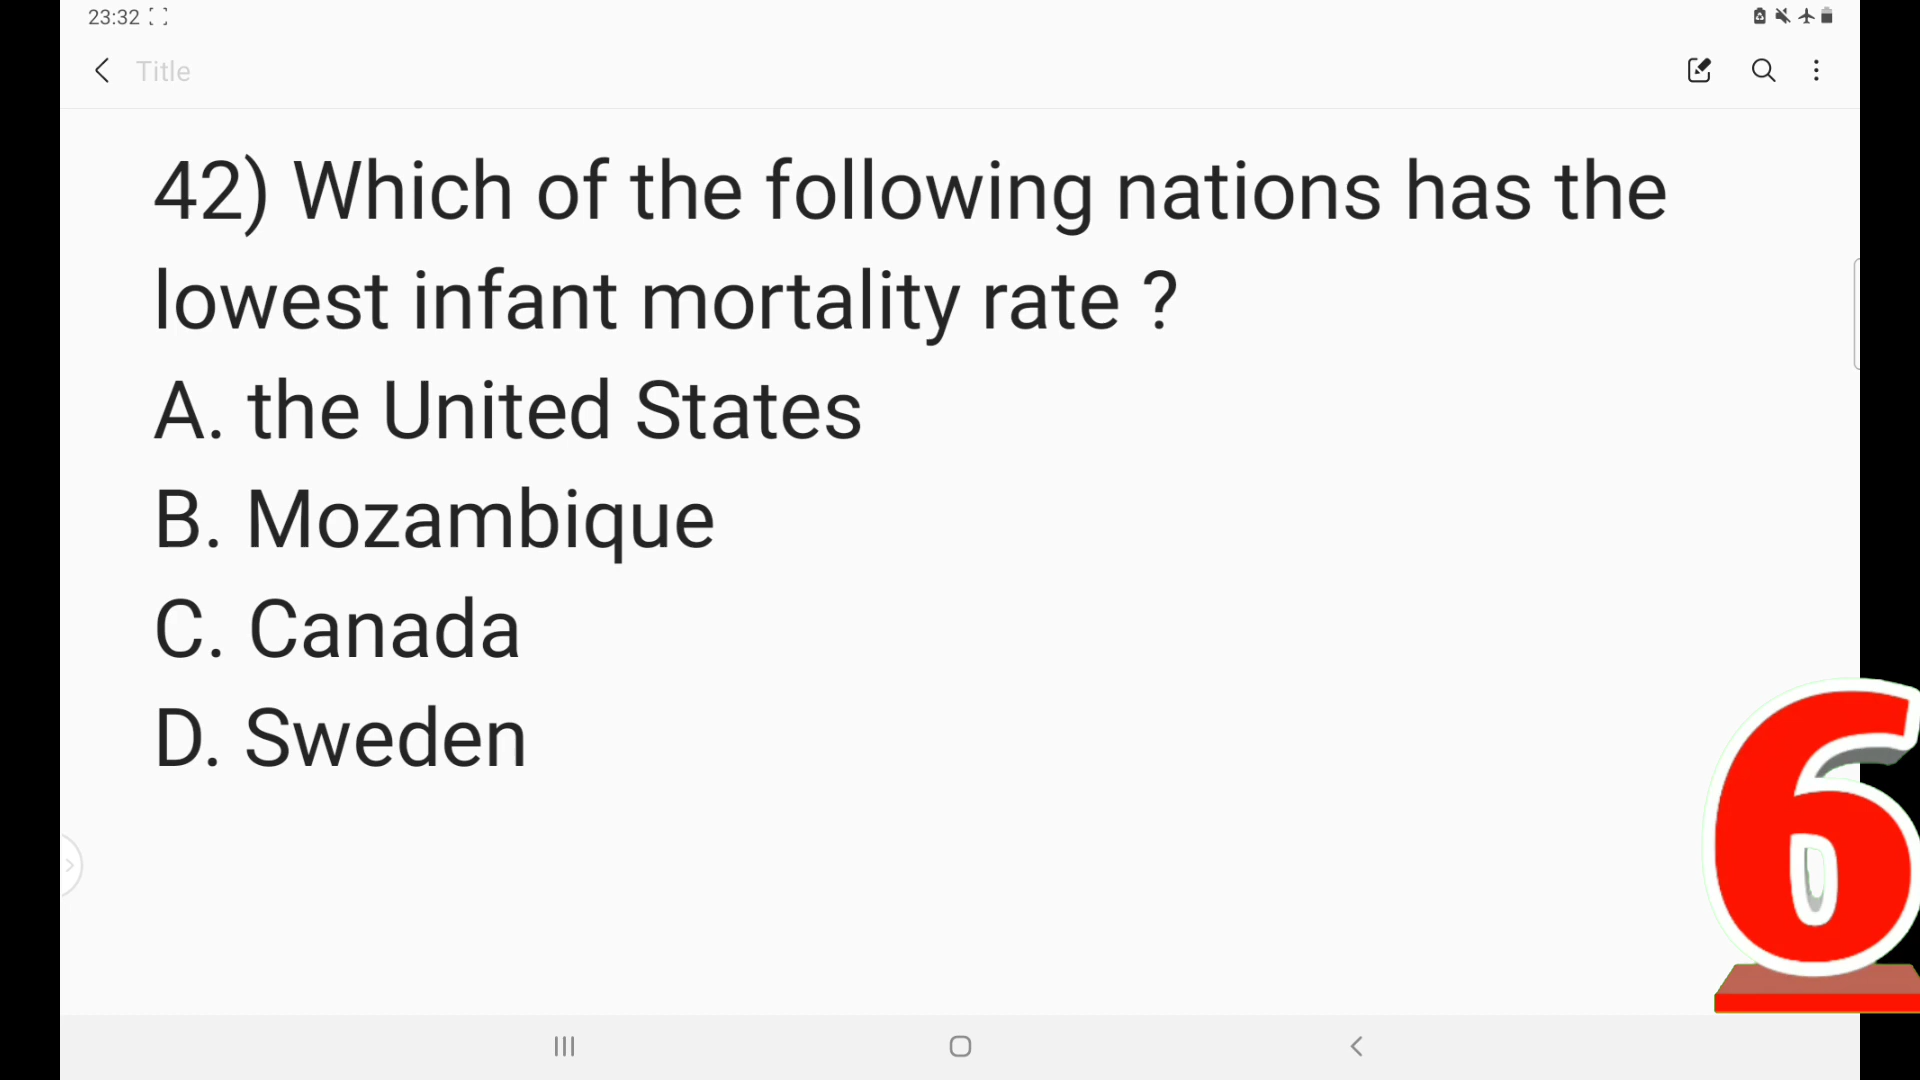 23:32
Title
42) Which of the following nations has the
lowest infant mortality rate ?
A. the United States
B. Mozambique
C. Canada
D. Sweden
6